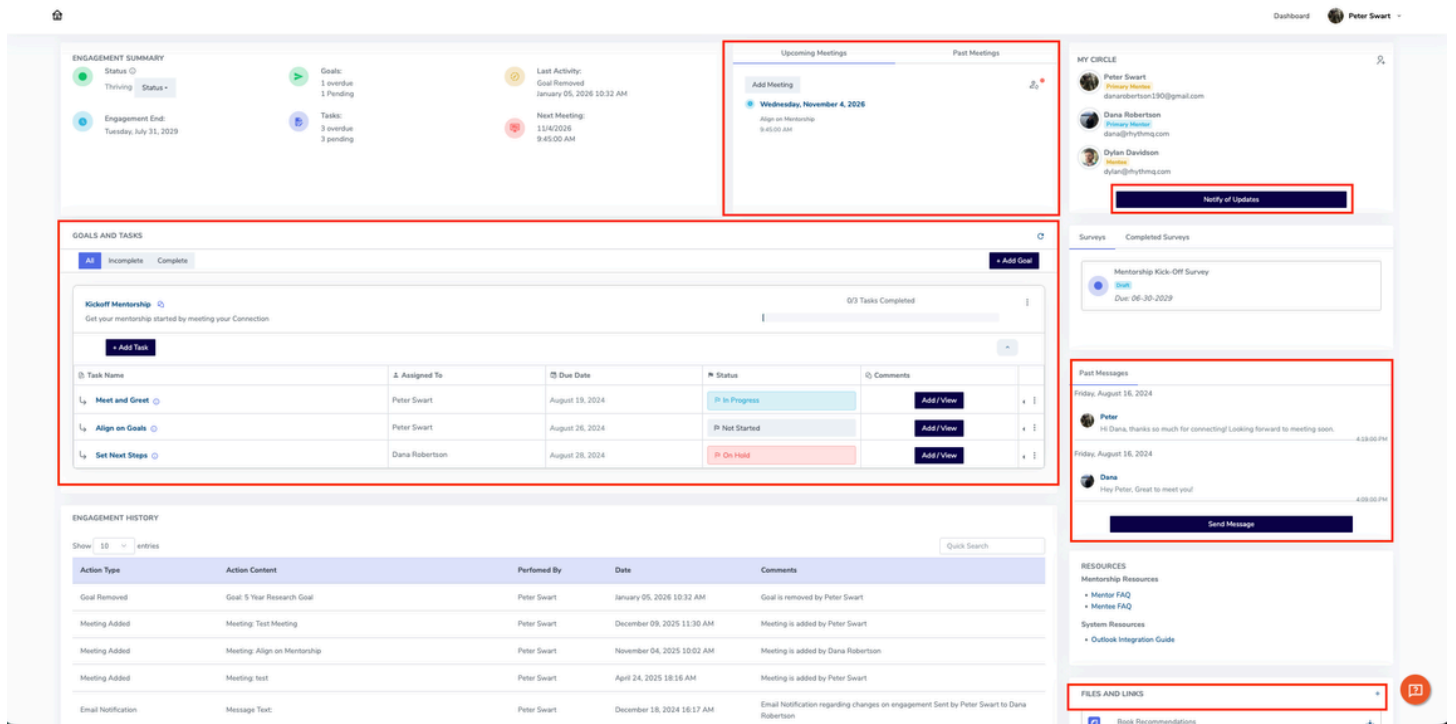 Dashboard
Peter Swart
ENGAGEMENT SUMMARY
Status
Thriving Status
Engagement End:
Tuesday, July 31, 2029
Goals:
1 overdue
1 Pending
Tasks:
3 overdue
3 pending
Last Activity:
Goal Removed
January 05, 2026 10:32 AM
Next Meeting:
11/4/2026
9:45:00 AM
Upcoming Meetings
Past Meetings
Add Meeting
Wednesday, November 4, 2026
Align on Mentorship
9:45:00 AM
MY CIRCLE
Peter Swart
Primary Mentee
danarobertson190@gmail.com
Dana Robertson
Primary Mentor
dana@rhythmq.com
Dylan Davidson
Mentee
dylan@rhythmq.com
Notify of Updates
GOALS AND TASKS
All Incomplete Complete
+ Add Goal
Kickoff Mentorship
Get your mentorship started by meeting your Connection
0/3 Tasks Completed
+ Add Task
Task Name Assigned To Due Date Status Comments
Meet and Greet Peter Swart August 19, 2024 In Progress Add / View
Align on Goals Peter Swart August 26, 2024 Not Started Add / View
Set Next Steps Dana Robertson August 28, 2024 On Hold Add / View
Surveys Completed Surveys
Mentorship Kick-Off Survey
Draft
Due: 06-30-2029
Past Messages
Friday, August 16, 2024
Peter
Hi Dana, thanks so much for connecting! Looking forward to meeting soon.
4:19:00 PM
Friday, August 16, 2024
Dana
Hey Peter, Great to meet you!
4:09:00 PM
Send Message
ENGAGEMENT HISTORY
Show 10 entries
Quick Search
Action Type Action Content Perfomed By Date Comments
Goal Removed Goal: 5 Year Research Goal Peter Swart January 05, 2026 10:32 AM Goal is removed by Peter Swart
Meeting Added Meeting: Test Meeting Peter Swart December 09, 2025 11:30 AM Meeting is added by Peter Swart
Meeting Added Meeting: Align on Mentorship Peter Swart November 04, 2025 10:02 AM Meeting is added by Dana Robertson
Meeting Added Meeting: test Peter Swart April 24, 2025 18:16 AM Meeting is added by Peter Swart
Email Notification Message Text: Peter Swart December 18, 2024 16:17 AM Email Notification regarding changes on engagement Sent by Peter Swart to Dana
Robertson
RESOURCES
Mentorship Resources
• Mentor FAQ
• Mentee FAQ
System Resources
• Outlook Integration Guide
FILES AND LINKS +
Book Recommendations